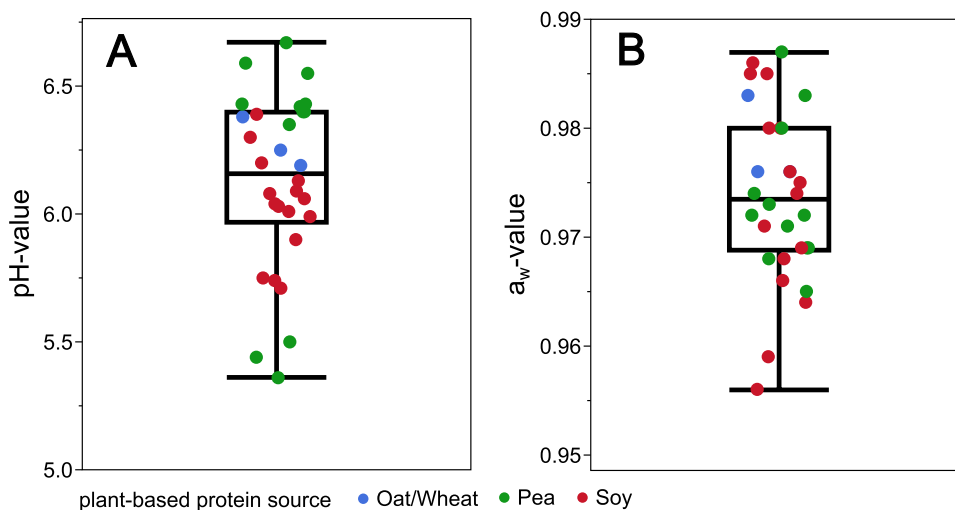 A
B
pH-value
6.5
6.0
5.5
5.0
aw-value
0.99
0.98
0.97
0.96
0.95
plant-based protein source Oat/Wheat Pea Soy